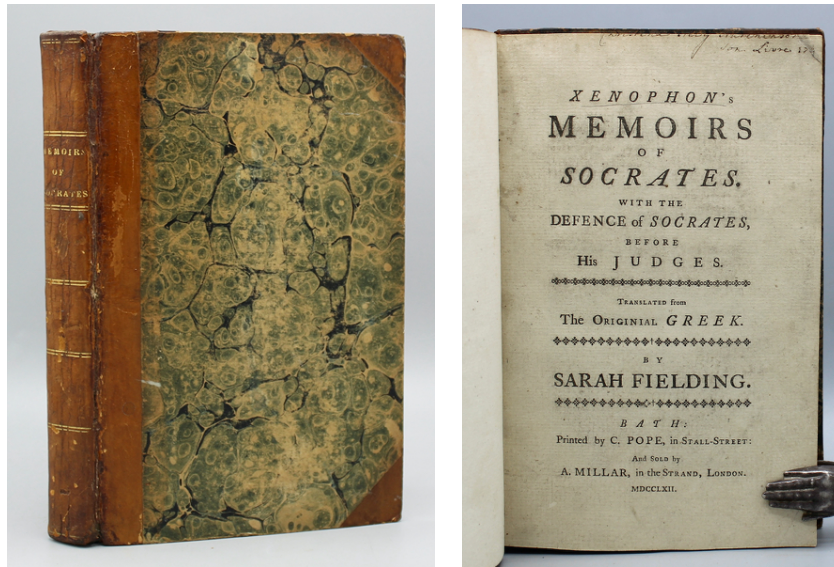 MEMOIRS
OF
SOCRATES
XENOPHON's
MEMOIRS
OF
SOCRATES.
WITH THE
DEFENCE of SOCRATES,
BEFORE
His JUDGES.
TRANSLATED from
The ORIGINIAL GREEK.
BY
SARAH FIELDING.
BATH:
Printed by C. POPE, in STALL-STREET:
And SOLD by
A. MILLAR, in the STRAND, LONDON.
MDCCLXII.